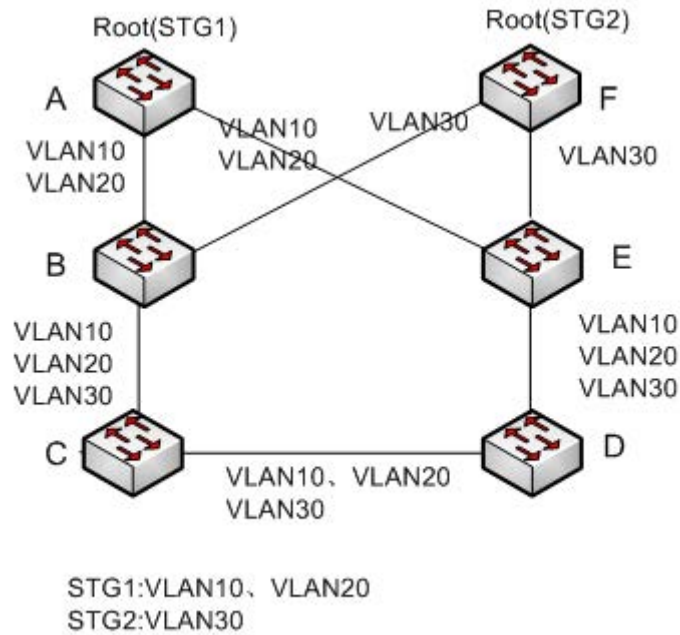 Root(STG1)
Root(STG2)
A
F
VLAN10
VLAN20
VLAN10
VLAN20
VLAN30
VLAN30
B
E
VLAN10
VLAN20
VLAN30
VLAN10
VLAN20
VLAN30
C
D
VLAN10、VLAN20
VLAN30
STG1:VLAN10、VLAN20
STG2:VLAN30